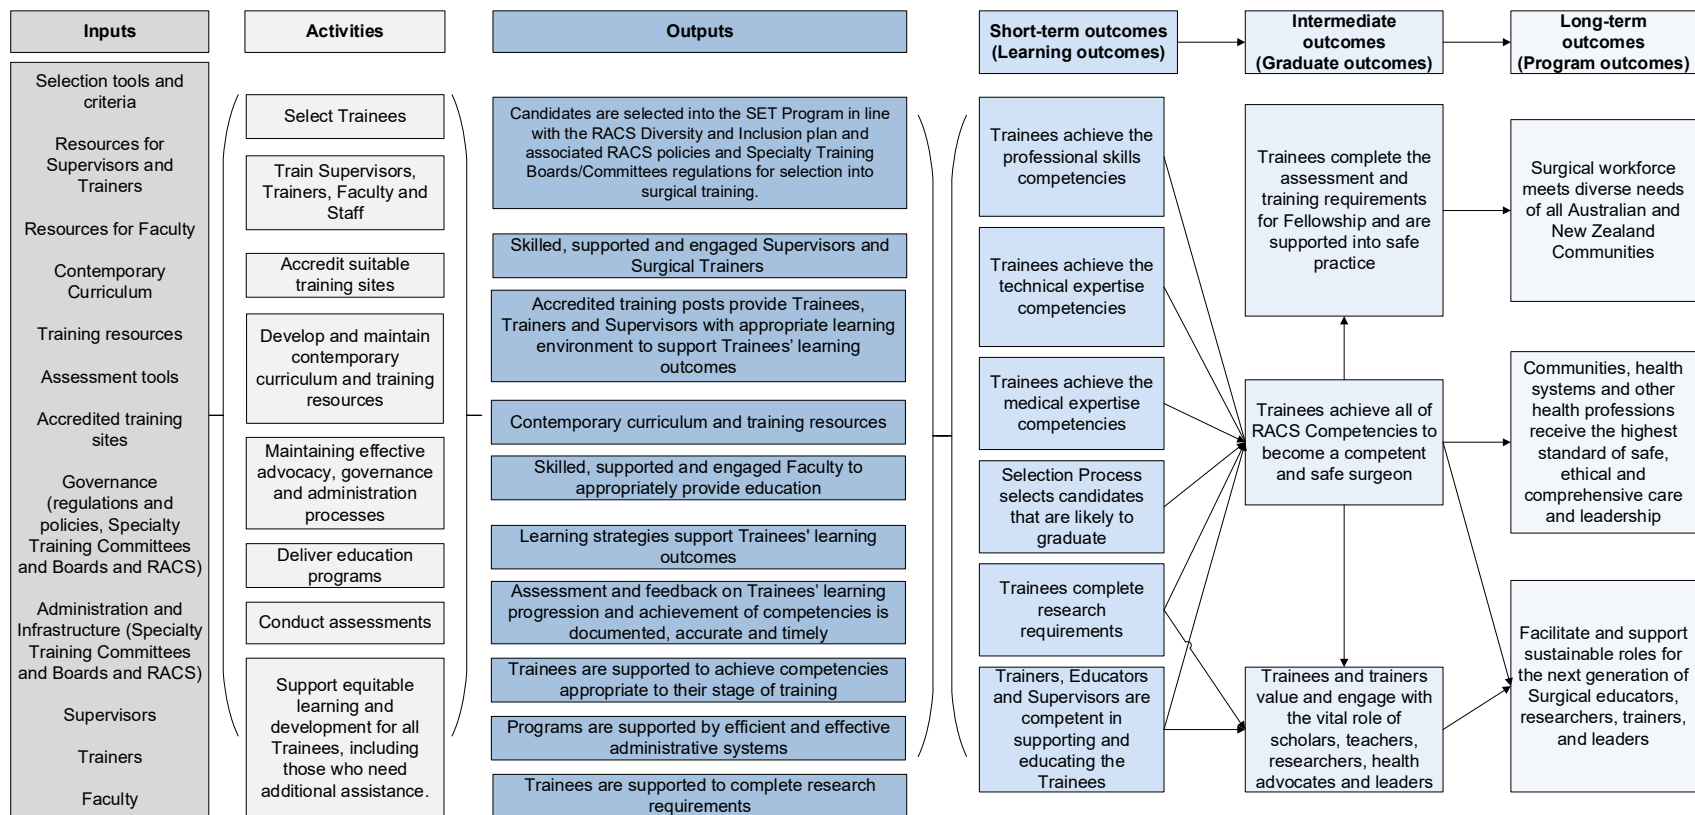 Inputs
Activities
Outputs
Short-term outcomes
(Learning outcomes)
Intermediate
outcomes
(Graduate outcomes)
Long-term
outcomes
(Program outcomes)
Selection tools and
criteria
Resources for
Supervisors and
Trainers
Resources for Faculty
Contemporary
Curriculum
Training resources
Assessment tools
Accredited training
sites
Governance
(regulations and
policies, Specialty
Training Committees
and Boards and RACS)
Administration and
Infrastructure (Specialty
Training Committees
and Boards and RACS)
Supervisors
Trainers
Faculty
Select Trainees
Train Supervisors,
Trainers, Faculty and
Staff
Accredit suitable
training sites
Develop and maintain
contemporary
curriculum and training
resources
Maintaining effective
advocacy, governance
and administration
processes
Deliver education
programs
Conduct assessments
Support equitable
learning and
development for all
Trainees, including
those who need
additional assistance.
Candidates are selected into the SET Program in line
with the RACS Diversity and Inclusion plan and
associated RACS policies and Specialty Training
Boards/Committees regulations for selection into
surgical training.
Skilled, supported and engaged Supervisors and
Surgical Trainers
Accredited training posts provide Trainees,
Trainers and Supervisors with appropriate learning
environment to support Trainees’ learning
outcomes
Contemporary curriculum and training resources
Skilled, supported and engaged Faculty to
appropriately provide education
Learning strategies support Trainees' learning
outcomes
Assessment and feedback on Trainees’ learning
progression and achievement of competencies is
documented, accurate and timely
Trainees are supported to achieve competencies
appropriate to their stage of training
Programs are supported by efficient and effective
administrative systems
Trainees are supported to complete research
requirements
Trainees achieve the
professional skills
competencies
Trainees achieve the
technical expertise
competencies
Trainees achieve the
medical expertise
competencies
Selection Process
selects candidates
that are likely to
graduate
Trainees complete
research
requirements
Trainers, Educators
and Supervisors are
competent in
supporting and
educating the
Trainees
Trainees complete the
assessment and
training requirements
for Fellowship and are
supported into safe
practice
Trainees achieve all of
RACS Competencies to
become a competent
and safe surgeon
Trainees and trainers
value and engage with
the vital role of
scholars, teachers,
researchers, health
advocates and leaders
Surgical workforce
meets diverse needs
of all Australian and
New Zealand
Communities
Communities, health
systems and other
health professions
receive the highest
standard of safe,
ethical and
comprehensive care
and leadership
Facilitate and support
sustainable roles for
the next generation of
Surgical educators,
researchers, trainers,
and leaders